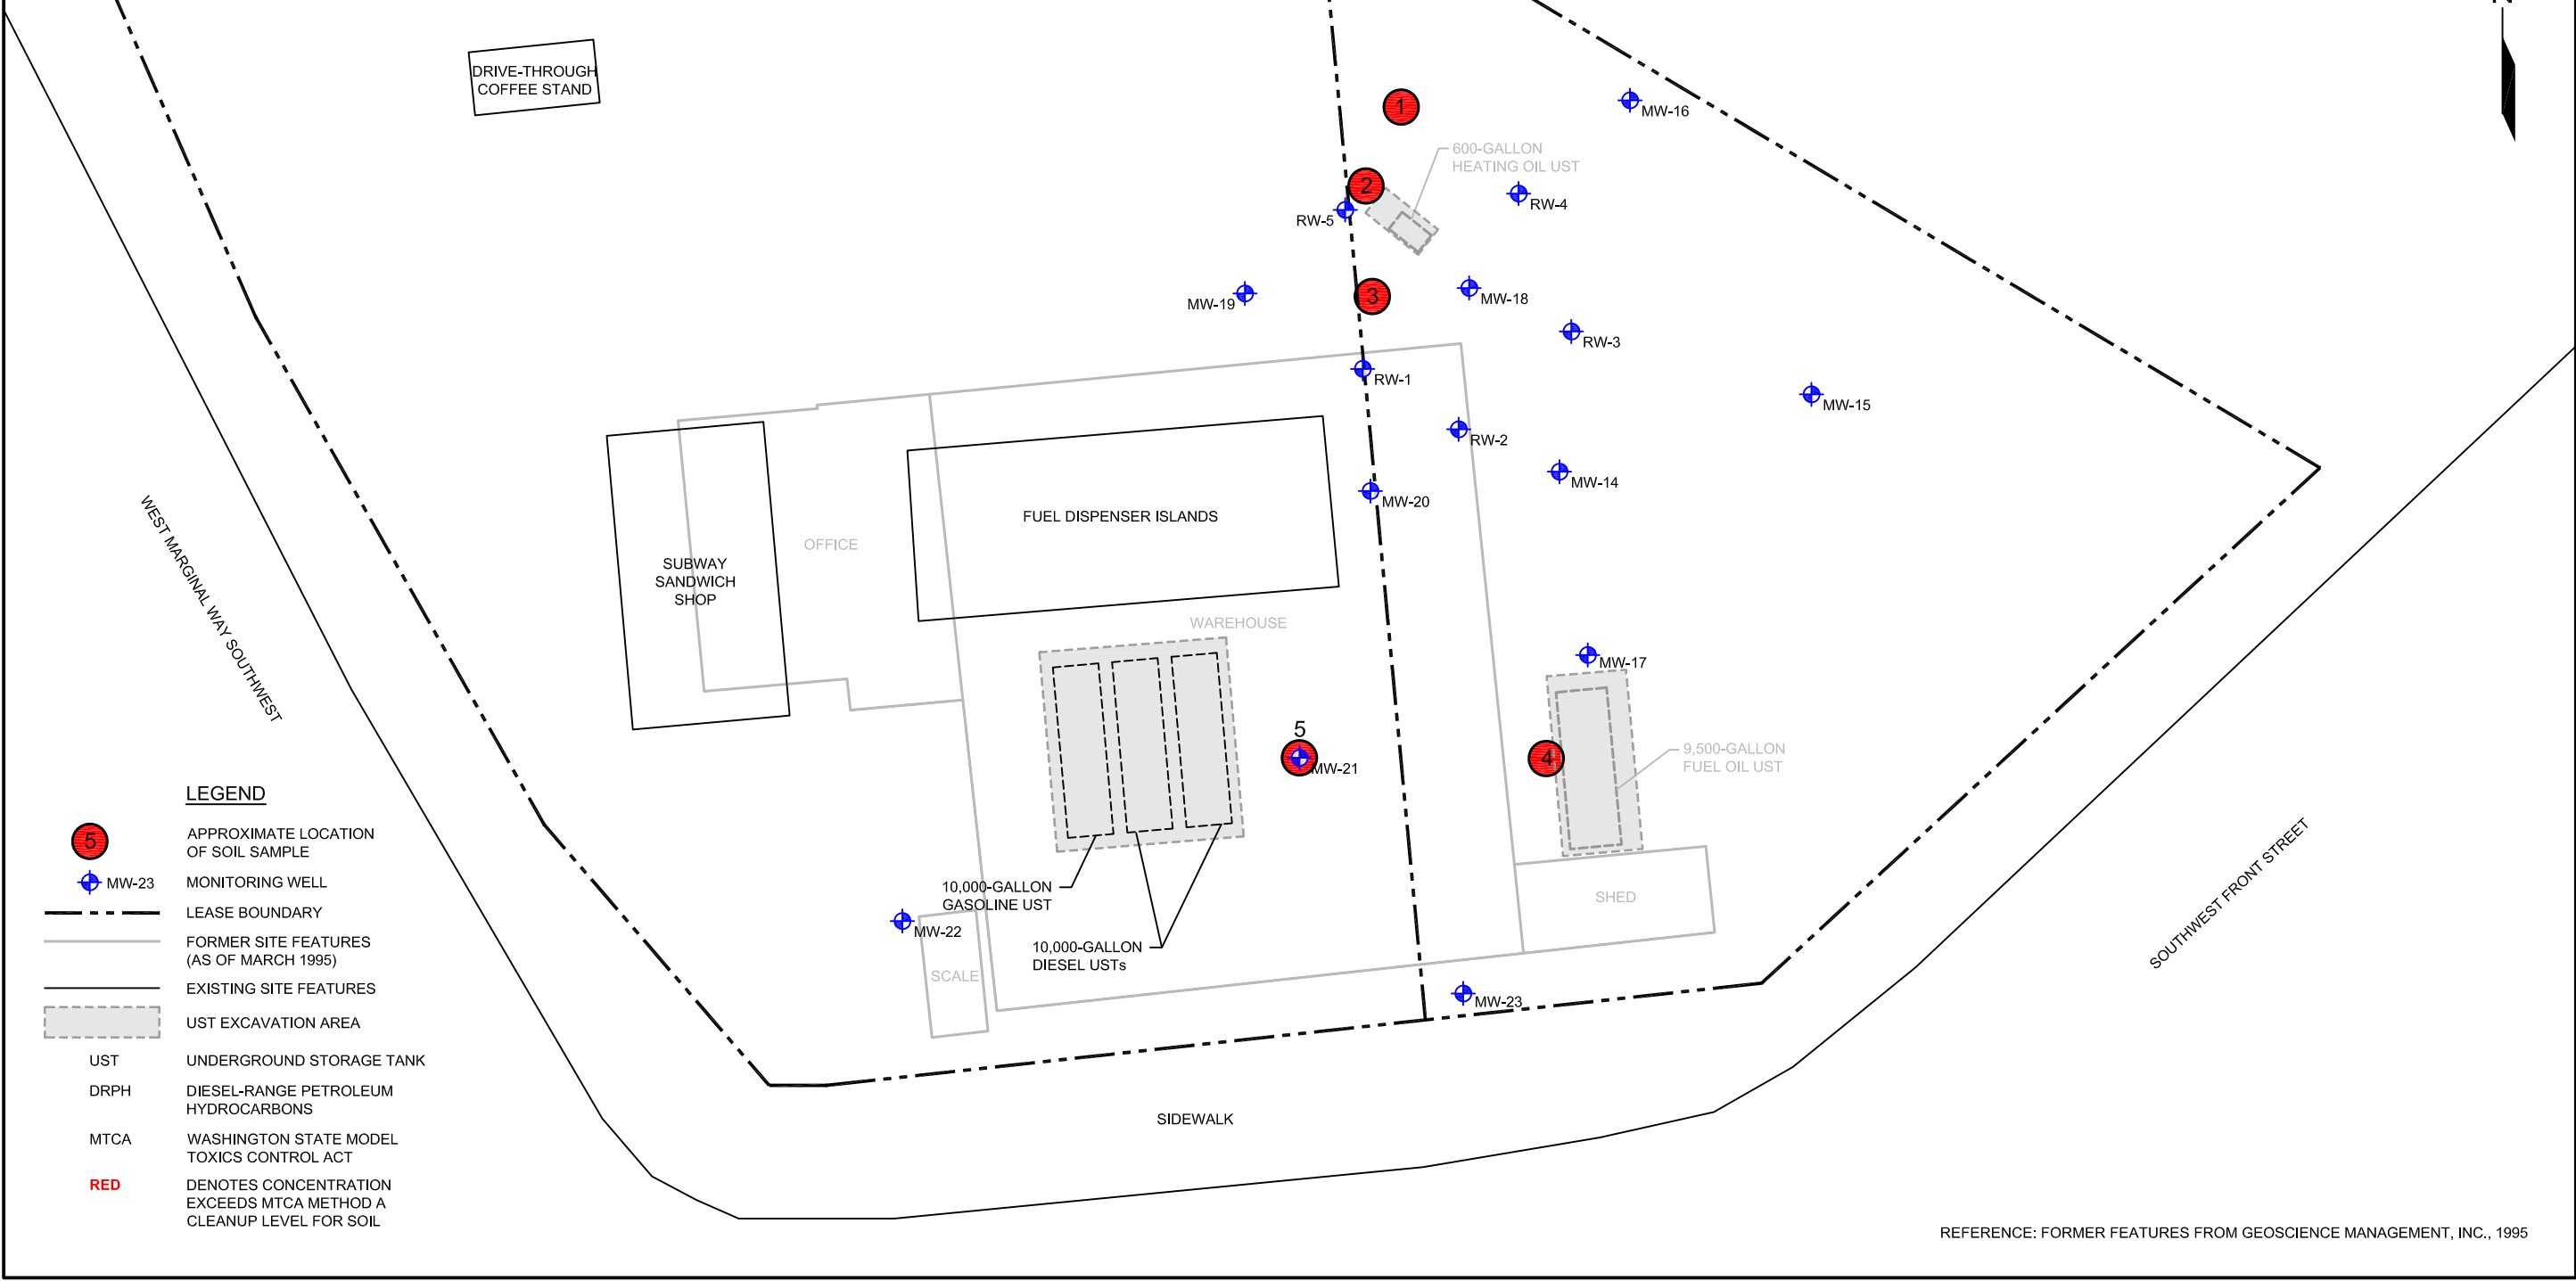 DRIVE-THROUGH
COFFEE STAND
1
MW-16
600-GALLON
HEATING OIL UST
2
RW-4
RW-5
MW-19
3
MW-18
RW-3
RW-1
MW-15
RW-2
MW-14
MW-20
FUEL DISPENSER ISLANDS
OFFICE
SUBWAY
SANDWICH
SHOP
WEST MARGINAL WAY SOUTHWEST
WAREHOUSE
MW-17
5
MW-21
4
9,500-GALLON
FUEL OIL UST
10,000-GALLON
GASOLINE UST
SHED
MW-22
10,000-GALLON
DIESEL USTs
SCALE
MW-23
SOUTHWEST FRONT STREET
SIDEWALK
LEGEND
5
APPROXIMATE LOCATION
OF SOIL SAMPLE
MW-23 MONITORING WELL
LEASE BOUNDARY
FORMER SITE FEATURES
(AS OF MARCH 1995)
EXISTING SITE FEATURES
UST EXCAVATION AREA
UST UNDERGROUND STORAGE TANK
DRPH DIESEL-RANGE PETROLEUM
HYDROCARBONS
MTCA WASHINGTON STATE MODEL
TOXICS CONTROL ACT
RED DENOTES CONCENTRATION
EXCEEDS MTCA METHOD A
CLEANUP LEVEL FOR SOIL
REFERENCE: FORMER FEATURES FROM GEOSCIENCE MANAGEMENT, INC., 1995